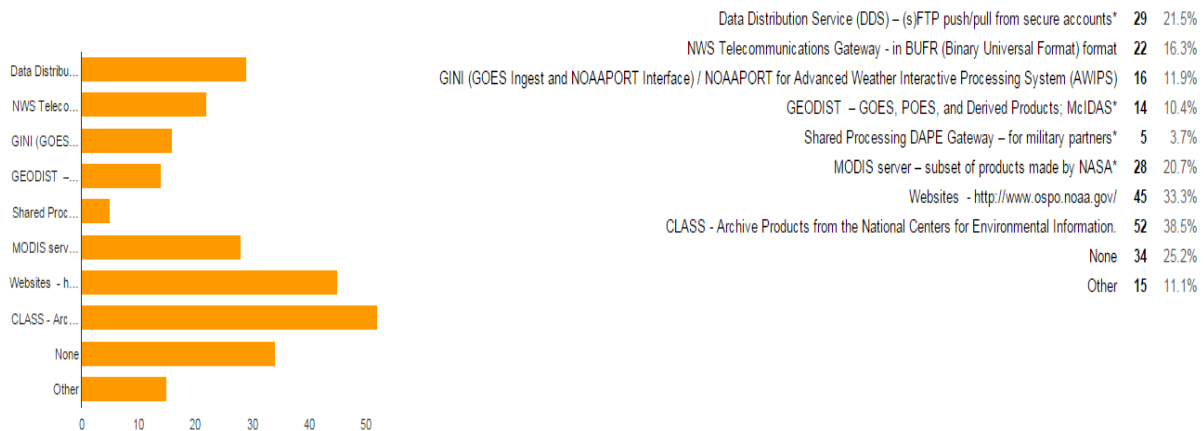 Data Distribu...
NWS Teleco...
GINI (GOES...
GEODIST –...
Shared Proc...
MODIS serv...
Websites - h...
CLASS - Arc...
None
Other
0 10 20 30 40 50
Data Distribution Service (DDS) – (s)FTP push/pull from secure accounts* 29 21.5%
NWS Telecommunications Gateway - in BUFR (Binary Universal Format) format 22 16.3%
GINI (GOES Ingest and NOAAPORT Interface) / NOAAPORT for Advanced Weather Interactive Processing System (AWIPS) 16 11.9%
GEODIST – GOES, POES, and Derived Products; McIDAS* 14 10.4%
Shared Processing DAPE Gateway – for military partners* 5 3.7%
MODIS server – subset of products made by NASA* 28 20.7%
Websites - http://www.ospo.noaa.gov/ 45 33.3%
CLASS - Archive Products from the National Centers for Environmental Information. 52 38.5%
None 34 25.2%
Other 15 11.1%